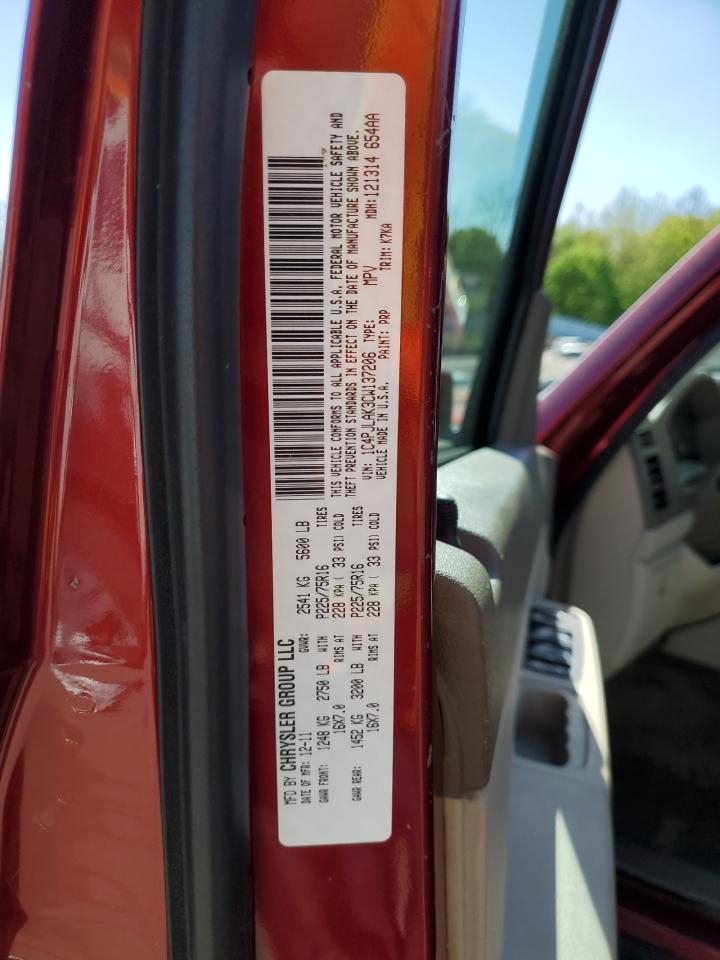 MFD BY CHRYSLER GROUP LLC
DATE OF MFR: 12-11 GVWR: 2541 KG 5600 LB
GAWR FRONT: 1248 KG 2750 LB WITH P225/75R16 TIRES
16X7.0 RIMS AT 228 KPA ( 33 PSI) COLD
GAWR REAR: 1452 KG 3200 LB WITH P225/75R16 TIRES
16X7.0 RIMS AT 228 KPA ( 33 PSI) COLD
THIS VEHICLE CONFORMS TO ALL APPLICABLE U.S.A. FEDERAL MOTOR VEHICLE SAFETY AND
THEFT PREVENTION STANDARDS IN EFFECT ON THE DATE OF MANUFACTURE SHOWN ABOVE.
VIN: 1C4PJLAK3CW137206 TYPE: MPV MDH: 121314 654AA
VEHICLE MADE IN U.S.A. PAINT: PRP TRIM: K7KA